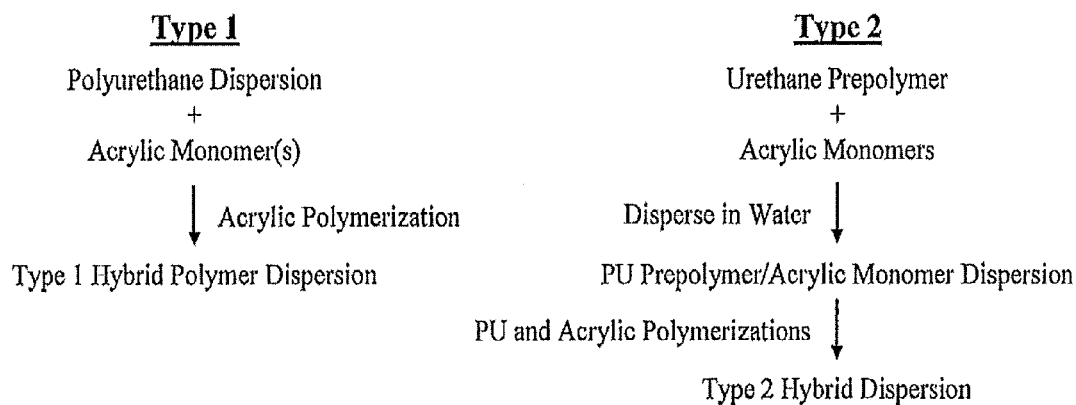 Type 1
Polyurethane Dispersion
+
Acrylic Monomer(s)
Acrylic Polymerization
Type 1 Hybrid Polymer Dispersion
Type 2
Urethane Prepolymer
+
Acrylic Monomers
Disperse in Water
PU Prepolymer/Acrylic Monomer Dispersion
PU and Acrylic Polymerizations
Type 2 Hybrid Dispersion